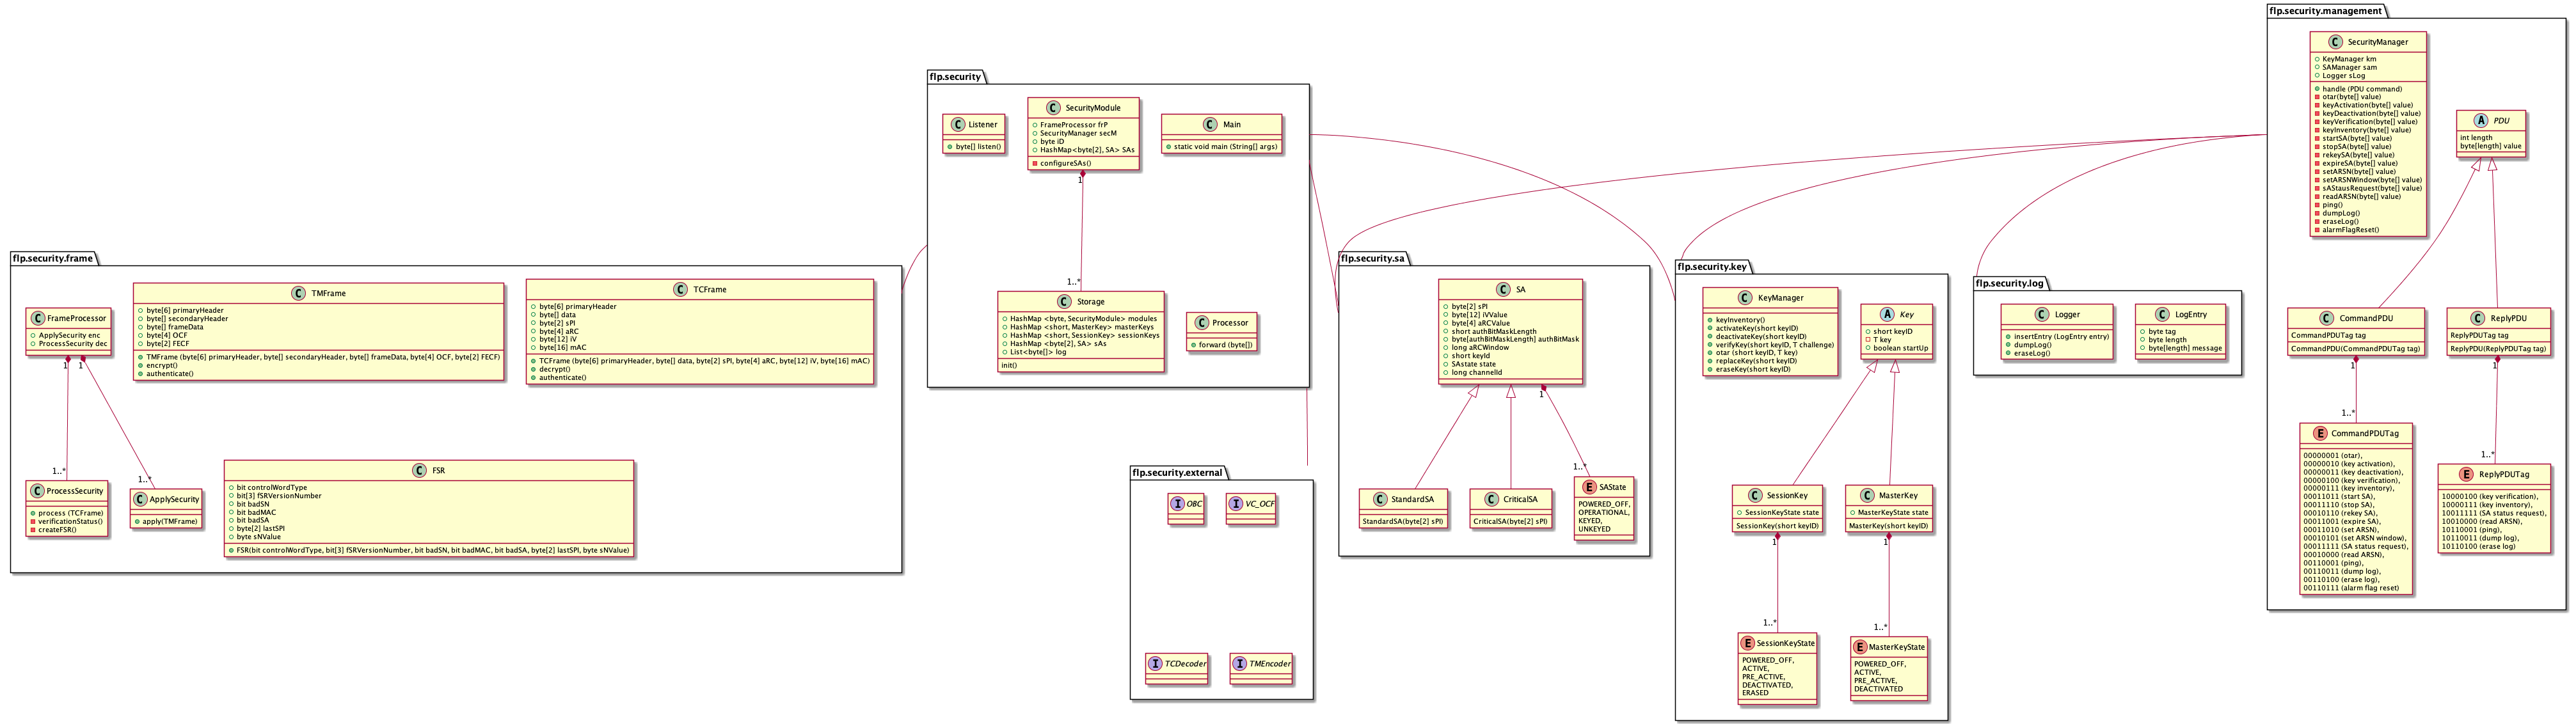 flp.security.management
SecurityManager
KeyManager km
SAManager sam
Logger sLog
handle (PDU command)
otar(byte[] value)
keyActivation(byte[] value)
keyDeactivation(byte[] value)
keyVerification(byte[] value)
keyInventory(byte[] value)
startSA(byte[] value)
stopSA(byte[] value)
rekeySA(byte[] value)
expireSA(byte[] value)
setARSN(byte[] value)
setARSNWindow(byte[] value)
sAStausRequest(byte[] value)
readARSN(byte[] value)
ping()
dumpLog()
eraseLog()
alarmFlagReset()
PDU
int length
byte[length] value
CommandPDU
CommandPDUTag tag
CommandPDU(CommandPDUTag tag)
ReplyPDU
ReplyPDUTag tag
ReplyPDU(ReplyPDUTag tag)
1
1..*
1
1..*
CommandPDUTag
00000001 (otar),
00000010 (key activation),
00000011 (key deactivation),
00000100 (key verification),
00000111 (key inventory),
00011011 (start SA),
00011110 (stop SA),
00010110 (rekey SA),
00011001 (expire SA),
00011010 (set ARSN),
00010101 (set ARSN window),
00011111 (SA status request),
00010000 (read ARSN),
00110001 (ping),
00110011 (dump log),
00110100 (erase log),
00110111 (alarm flag reset)
ReplyPDUTag
10000100 (key verification),
10000111 (key inventory),
10011111 (SA status request),
10010000 (read ARSN),
10110001 (ping),
10110011 (dump log),
10110100 (erase log)
flp.security
Listener
byte[] listen()
SecurityModule
FrameProcessor frP
SecurityManager secM
byte iD
HashMap<byte[2], SA> SAs
configureSAs()
Main
static void main (String[] args)
1
1..*
Storage
HashMap <byte, SecurityModule> modules
HashMap <short, MasterKey> masterKeys
HashMap <short, SessionKey> sessionKeys
HashMap <byte[2], SA> sAs
List<byte[]> log
init()
Processor
forward (byte[])
flp.security.frame
FrameProcessor
ApplySecurity enc
ProcessSecurity dec
TMFrame
byte[6] primaryHeader
byte[] secondaryHeader
byte[] frameData
byte[4] OCF
byte[2] FECF
TMFrame (byte[6] primaryHeader, byte[] secondaryHeader, byte[] frameData, byte[4] OCF, byte[2] FECF)
encrypt()
authenticate()
TCFrame
byte[6] primaryHeader
byte[] data
byte[2] sPI
byte[4] aRC
byte[12] iV
byte[16] mAC
TCFrame (byte[6] primaryHeader, byte[] data, byte[2] sPI, byte[4] aRC, byte[12] iV, byte[16] mAC)
decrypt()
authenticate()
1
1
1..*
1..*
ProcessSecurity
process (TCFrame)
verificationStatus()
createFSR()
ApplySecurity
apply(TMFrame)
FSR
bit controlWordType
bit[3] fSRVersionNumber
bit badSN
bit badMAC
bit badSA
byte[2] lastSPI
byte sNValue
FSR(bit controlWordType, bit[3] fSRVersionNumber, bit badSN, bit badMAC, bit badSA, byte[2] lastSPI, byte sNValue)
flp.security.external
OBC
VC_OCF
TCDecoder
TMEncoder
flp.security.sa
SA
byte[2] sPI
byte[12] iVValue
byte[4] aRCValue
short authBitMaskLength
byte[authBitMaskLength] authBitMask
long aRCWindow
short keyId
SAstate state
long channelId
1
1..*
StandardSA
StandardSA(byte[2] sPI)
CriticalSA
CriticalSA(byte[2] sPI)
SAState
POWERED_OFF,
OPERATIONAL,
KEYED,
UNKEYED
flp.security.key
KeyManager
keyInventory()
activateKey(short keyID)
deactivateKey(short keyID)
verifyKey(short keyID, T challenge)
otar (short keyID, T key)
replaceKey(short keyID)
eraseKey(short keyID)
Key
short keyID
T key
boolean startUp
SessionKey
SessionKeyState state
SessionKey(short keyID)
MasterKey
MasterKeyState state
MasterKey(short keyID)
1
1
1..*
1..*
SessionKeyState
POWERED_OFF,
ACTIVE,
PRE_ACTIVE,
DEACTIVATED,
ERASED
MasterKeyState
POWERED_OFF,
ACTIVE,
PRE_ACTIVE,
DEACTIVATED
flp.security.log
Logger
insertEntry (LogEntry entry)
dumpLog()
eraseLog()
LogEntry
byte tag
byte length
byte[length] message